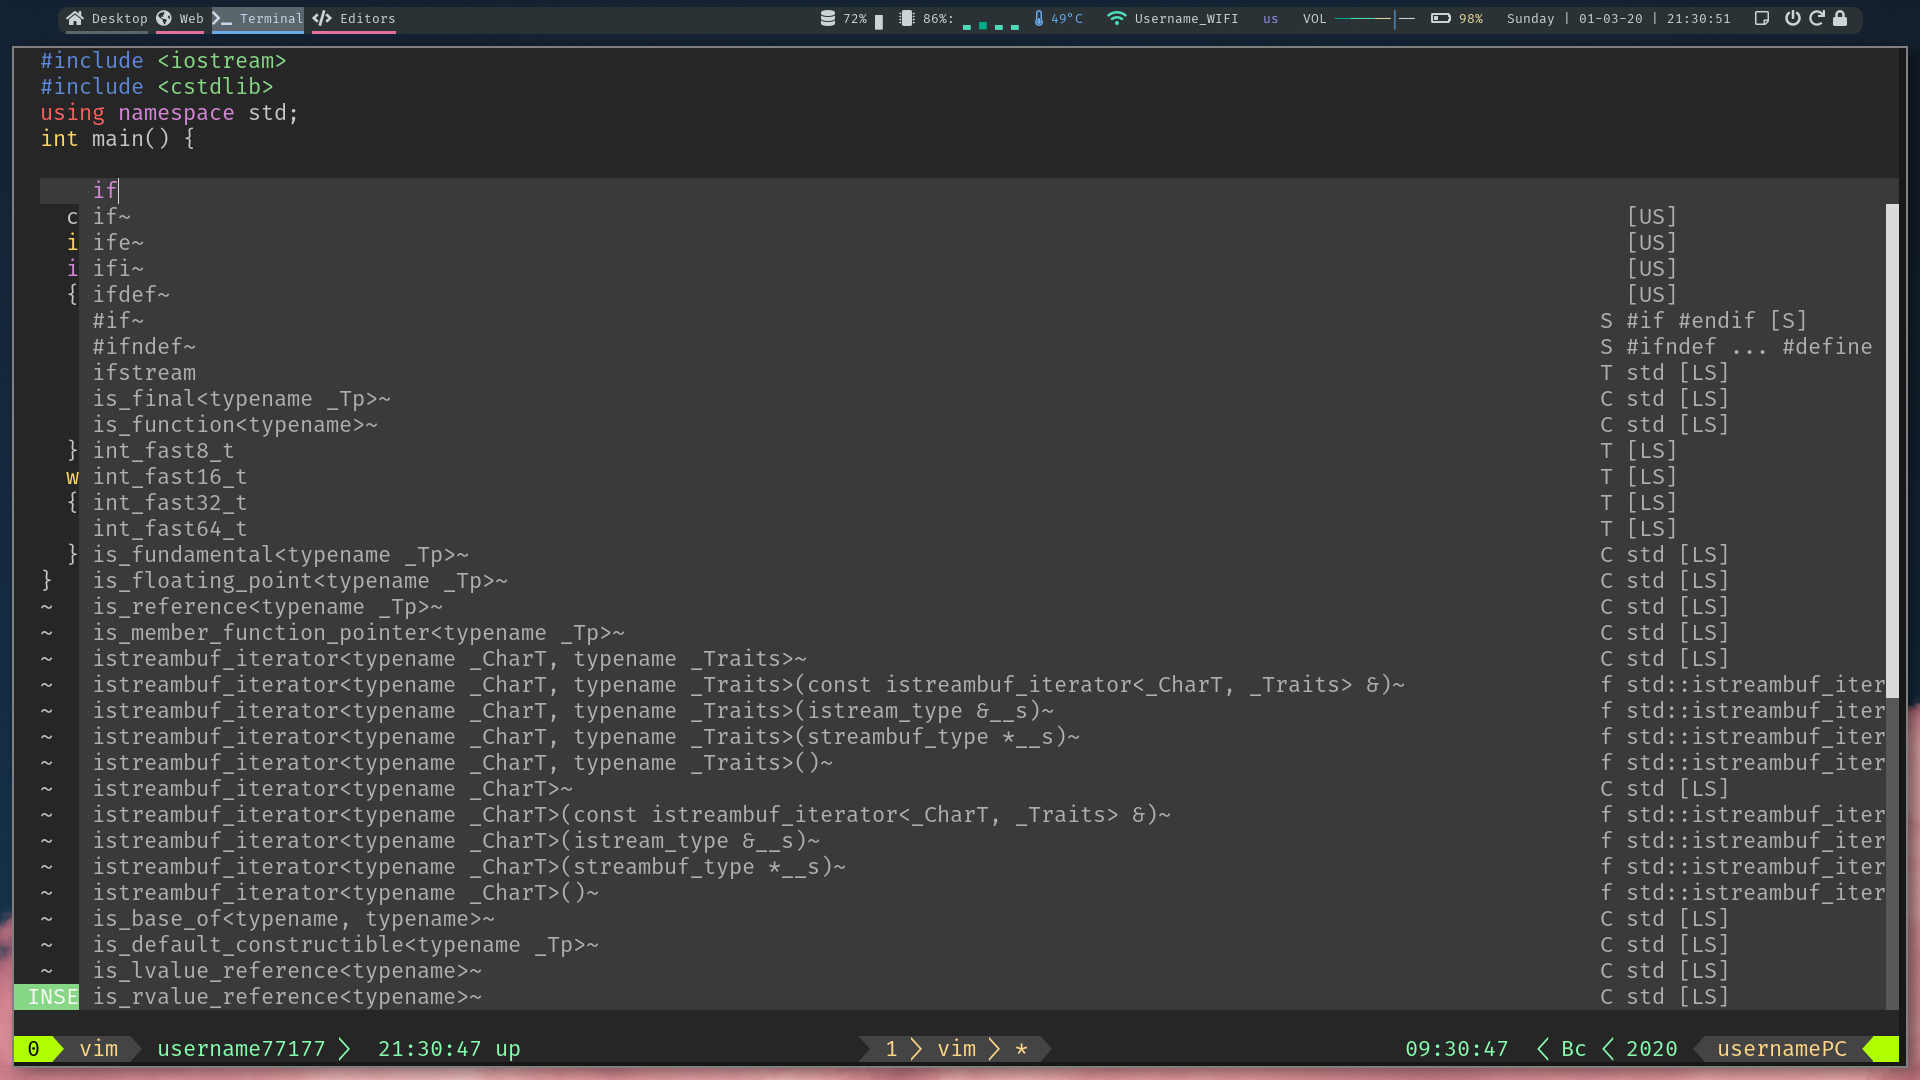 Desktop Web Terminal Editors 72% 86%: 49°C Username_WIFI us VOL 98% Sunday | 01-03-20 | 21:30:51
#include <iostream>
#include <cstdlib>
using namespace std;
int main() {
if
c if~ [US]
i ife~ [US]
i ifi~ [US]
{ ifdef~ [US]
#if~ S #if #endif [S]
#ifndef~ S #ifndef ... #define
ifstream T std [LS]
is_final<typename _Tp>~ C std [LS]
is_function<typename>~ C std [LS]
} int_fast8_t T [LS]
w int_fast16_t T [LS]
{ int_fast32_t T [LS]
int_fast64_t T [LS]
} is_fundamental<typename _Tp>~ C std [LS]
} is_floating_point<typename _Tp>~ C std [LS]
~ is_reference<typename _Tp>~ C std [LS]
~ is_member_function_pointer<typename _Tp>~ C std [LS]
~ istreambuf_iterator<typename _CharT, typename _Traits>~ C std [LS]
~ istreambuf_iterator<typename _CharT, typename _Traits>(const istreambuf_iterator<_CharT, _Traits> &)~ f std::istreambuf_iter
~ istreambuf_iterator<typename _CharT, typename _Traits>(istream_type &__s)~ f std::istreambuf_iter
~ istreambuf_iterator<typename _CharT, typename _Traits>(streambuf_type *__s)~ f std::istreambuf_iter
~ istreambuf_iterator<typename _CharT, typename _Traits>()~ f std::istreambuf_iter
~ istreambuf_iterator<typename _CharT>~ C std [LS]
~ istreambuf_iterator<typename _CharT>(const istreambuf_iterator<_CharT, _Traits> &)~ f std::istreambuf_iter
~ istreambuf_iterator<typename _CharT>(istream_type &__s)~ f std::istreambuf_iter
~ istreambuf_iterator<typename _CharT>(streambuf_type *__s)~ f std::istreambuf_iter
~ istreambuf_iterator<typename _CharT>()~ f std::istreambuf_iter
~ is_base_of<typename, typename>~ C std [LS]
~ is_default_constructible<typename _Tp>~ C std [LS]
~ is_lvalue_reference<typename>~ C std [LS]
INSE is_rvalue_reference<typename>~ C std [LS]
0 vim username77177 21:30:47 up 1 vim * 09:30:47 Вс 2020 usernamePC